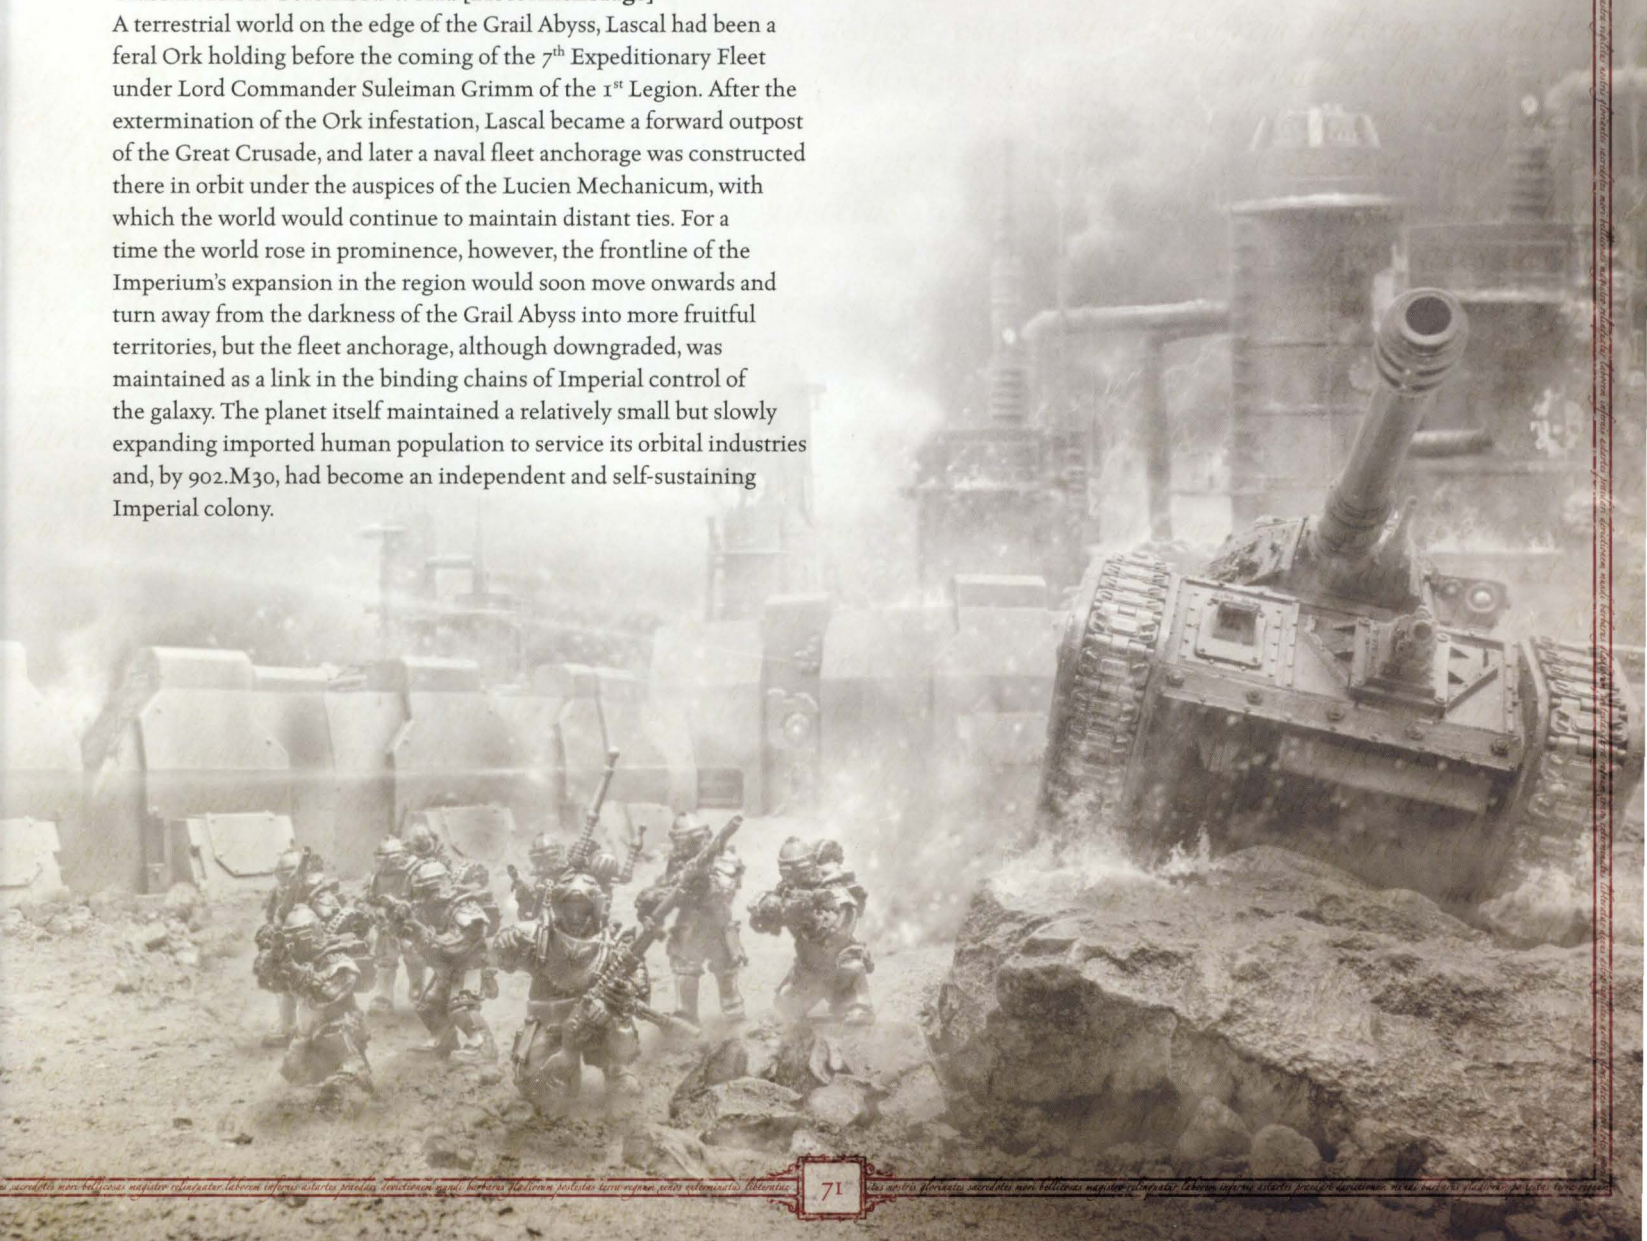 A terrestrial world on the edge of the Grail Abyss, Lascal had been a
feral Ork holding before the coming of the 7th Expeditionary Fleet
under Lord Commander Suleiman Grimm of the 1st Legion. After the
extermination of the Ork infestation, Lascal became a forward outpost
of the Great Crusade, and later a naval fleet anchorage was constructed
there in orbit under the auspices of the Lucien Mechanicum, with
which the world would continue to maintain distant ties. For a
time the world rose in prominence, however, the frontline of the
Imperium's expansion in the region would soon move onwards and
turn away from the darkness of the Grail Abyss into more fruitful
territories, but the fleet anchorage, although downgraded, was
maintained as a link in the binding chains of Imperial control of
the galaxy. The planet itself maintained a relatively small but slowly
expanding imported human population to service its orbital industries
and, by 902.M30, had become an independent and self-sustaining
Imperial colony.
71